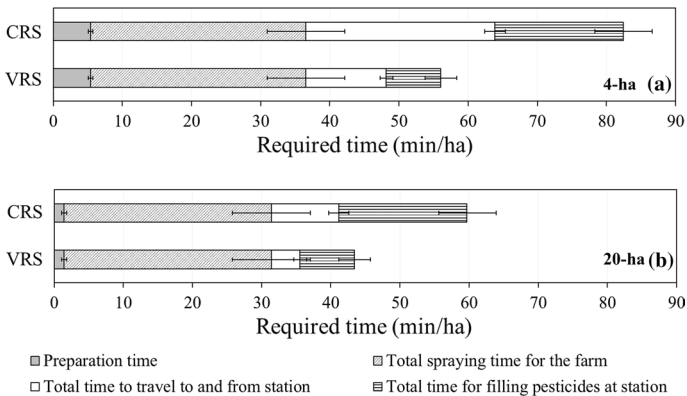 CRS
VRS
4-ha (a)
0 10 20 30 40 50 60 70 80 90
Required time (min/ha)
CRS
VRS
20-ha (b)
0 10 20 30 40 50 60 70 80 90
Required time (min/ha)
Preparation time
Total spraying time for the farm
Total time to travel to and from station
Total time for filling pesticides at station